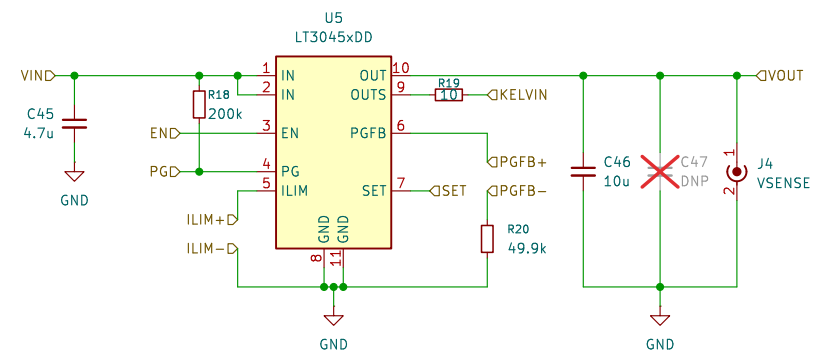 U5
LT3045xDD
VIN
1
IN
OUT
10
R19
VOUT
2
IN
OUTS
9
10
KELVIN
R18
200k
C45
4.7u
EN
3
EN
PGFB
6
PG
4
PG
PGFB+
C46
10u
C47
DNP
1
2
J4
VSENSE
5
ILIM
SET
7
SET
PGFB-
ILIM+
ILIM-
GND
GND
8
11
R20
49.9k
GND
GND
GND